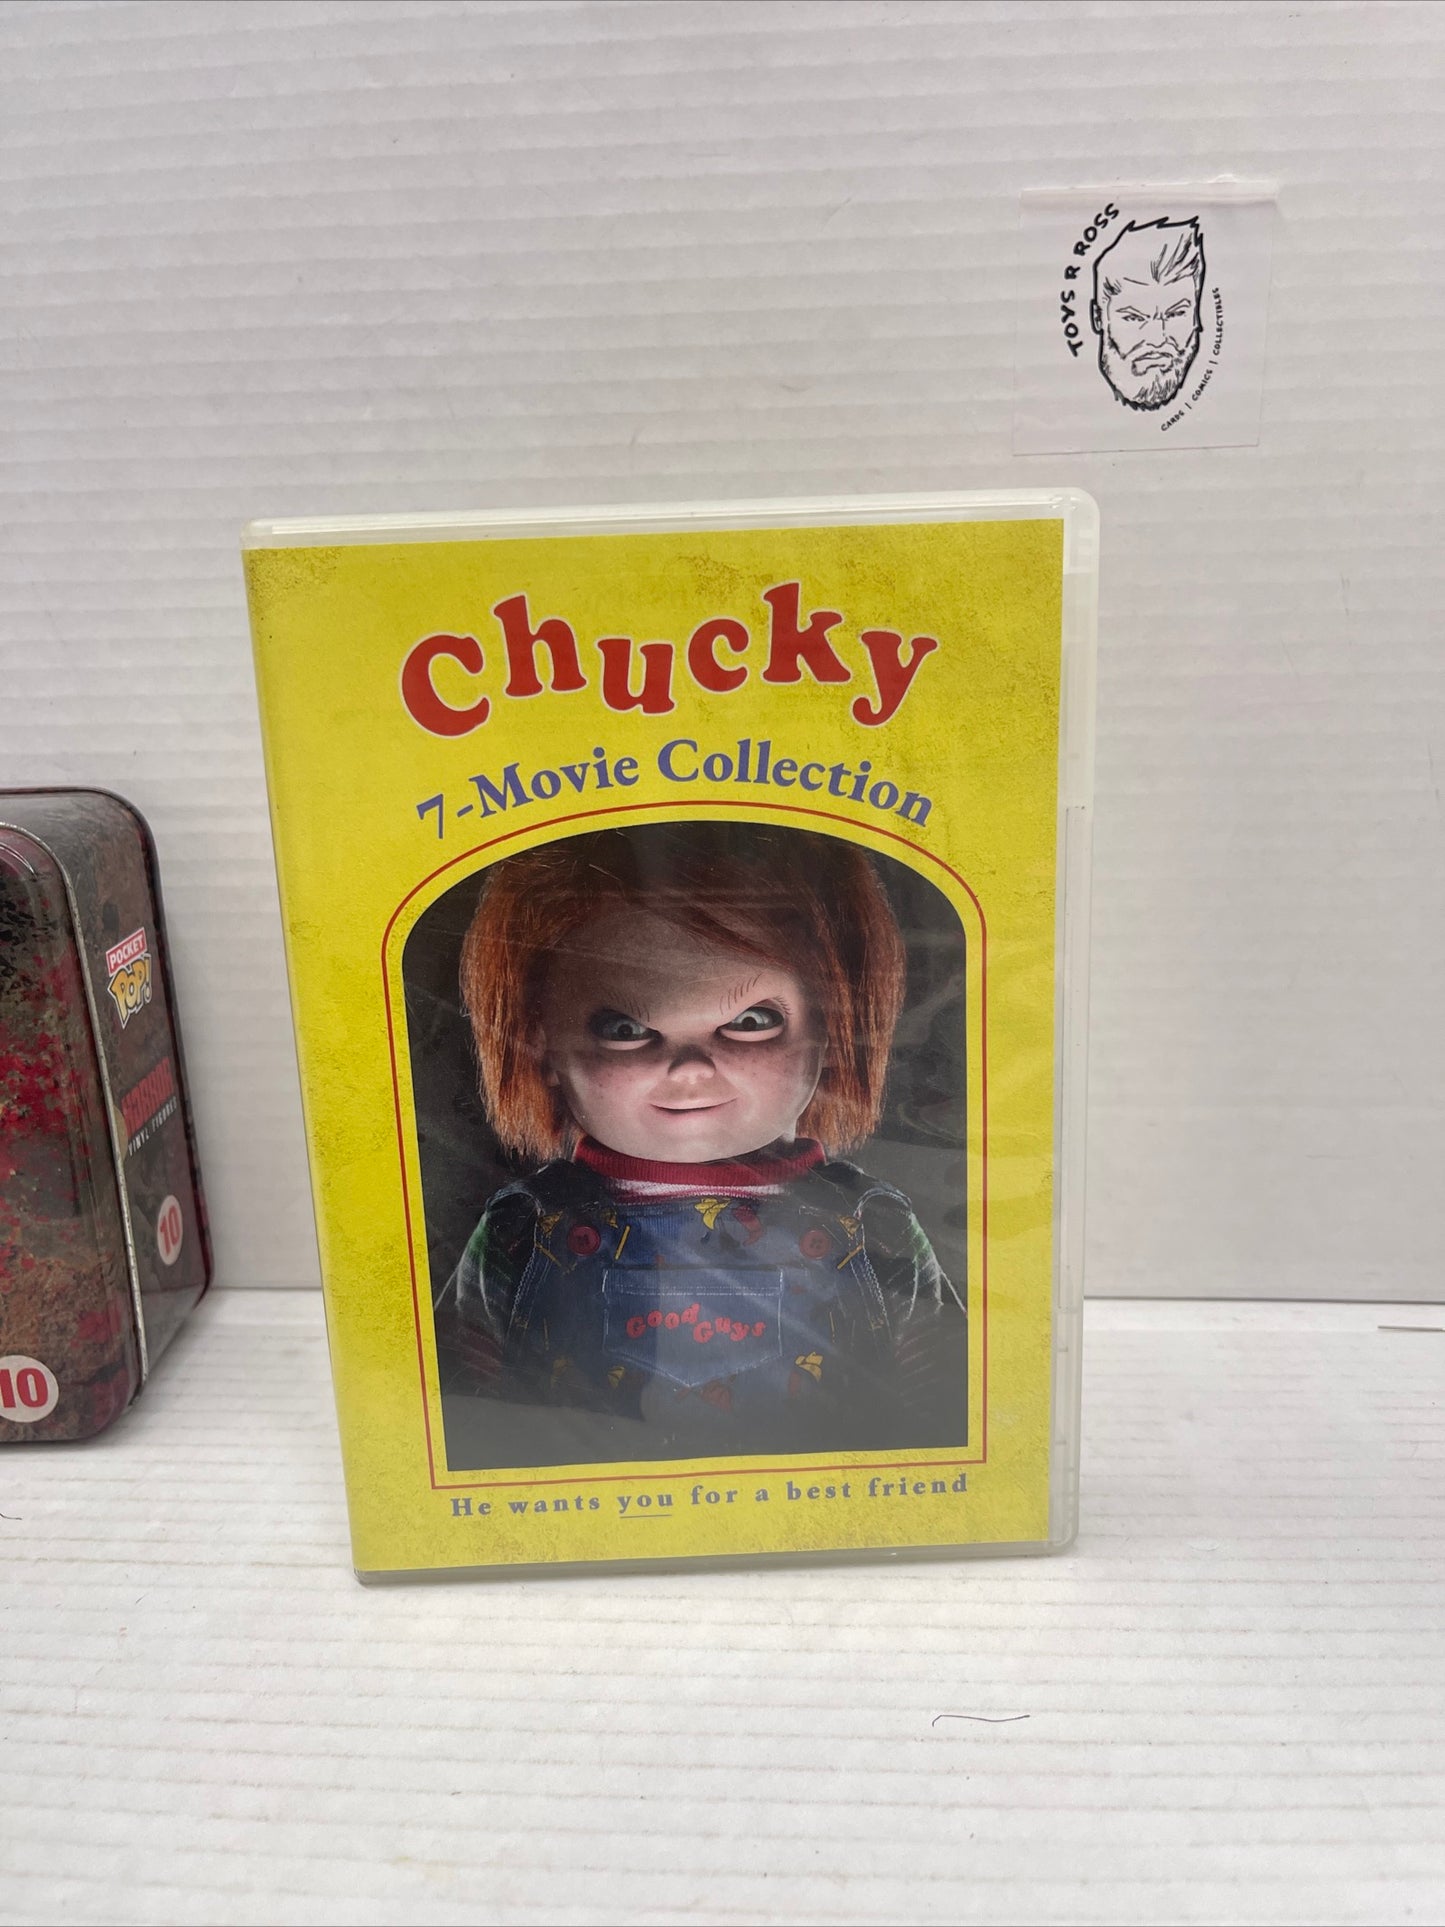 TOYS R ROSS
CARDS | COMICS | COLLECTIBLES
Chucky
7-Movie Collection
Good Guys
He wants you for a best friend
POCKET
POP!
VINYL FIGURES
10
10